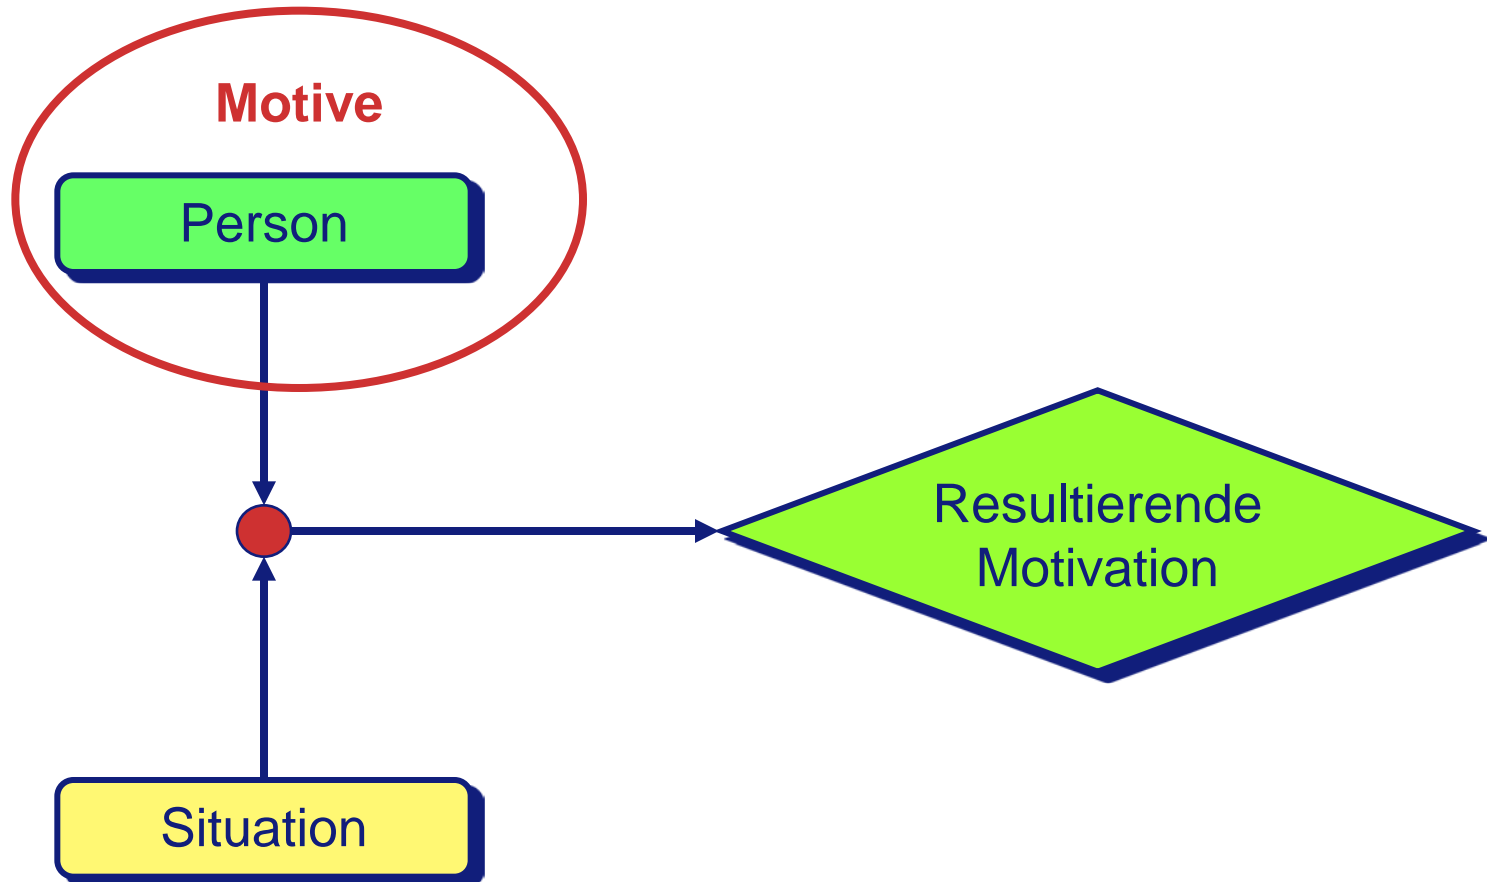 Motive
Person
Resultierende
Motivation
Situation